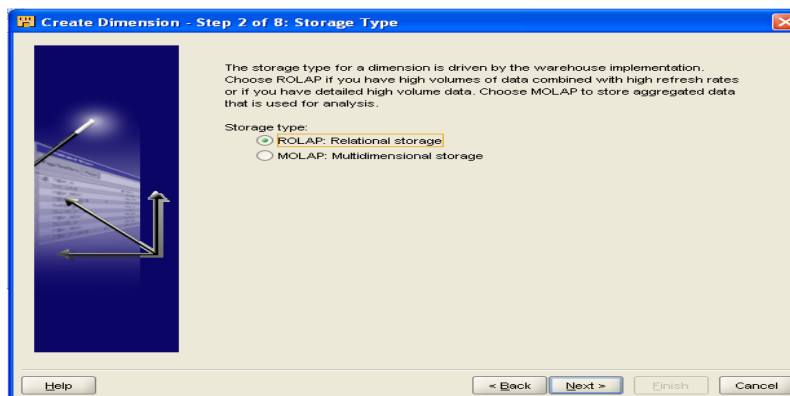 Create Dimension - Step 2 of 8: Storage Type
The storage type for a dimension is driven by the warehouse implementation.
Choose ROLAP if you have high volumes of data combined with high refresh rates
or if you have detailed high volume data. Choose MOLAP to store aggregated data
that is used for analysis.
Storage type:
ROLAP: Relational storage
MOLAP: Multidimensional storage
Help
< Back
Next >
Finish
Cancel